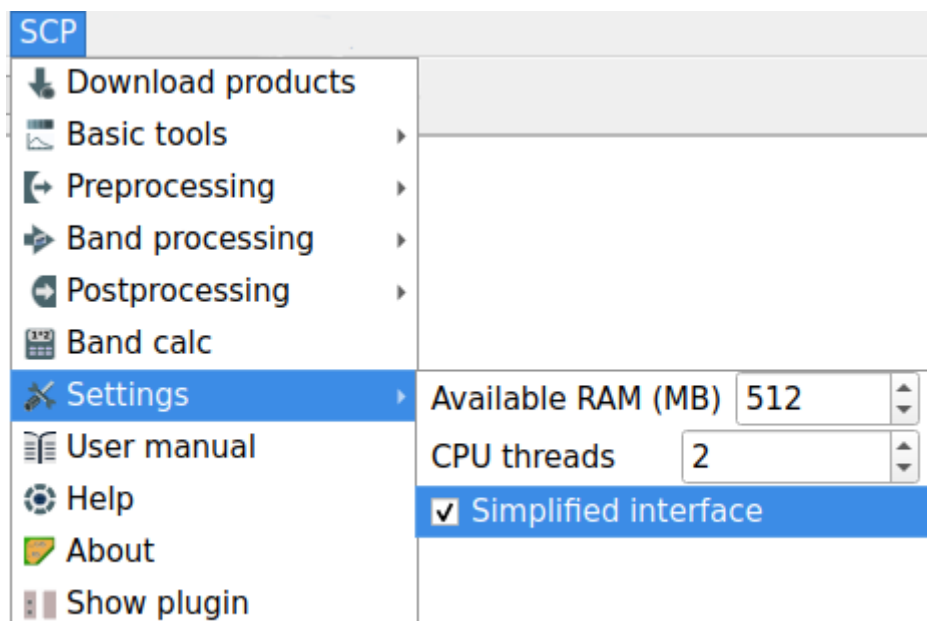 SCP
Download products
Basic tools
Preprocessing
Band processing
Postprocessing
Band calc
Settings
Available RAM (MB) 512
CPU threads 2
Simplified interface
User manual
Help
About
Show plugin